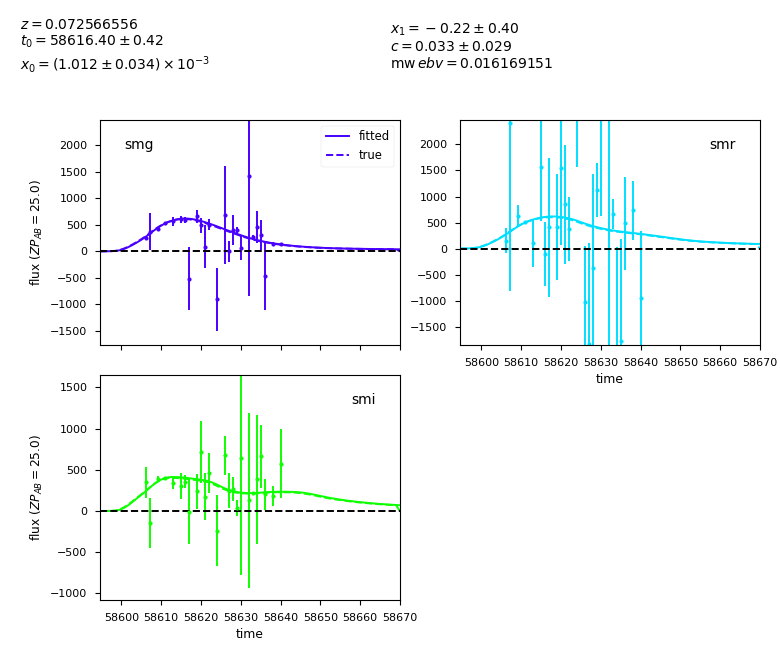 z = 0.072566556
t₀ = 58616.40 ± 0.42
x₀ = (1.012 ± 0.034) × 10⁻³
x₁ = −0.22 ± 0.40
c = 0.033 ± 0.029
mw ebv = 0.016169151
smg
fitted
true
2000
1500
1000
500
0
−500
−1000
−1500
flux (ZP_AB = 25.0)
smr
2000
1500
1000
500
0
−500
−1000
−1500
58600 58610 58620 58630 58640 58650 58660 58670
time
smi
1500
1000
500
0
−500
−1000
flux (ZP_AB = 25.0)
58600 58610 58620 58630 58640 58650 58660 58670
time